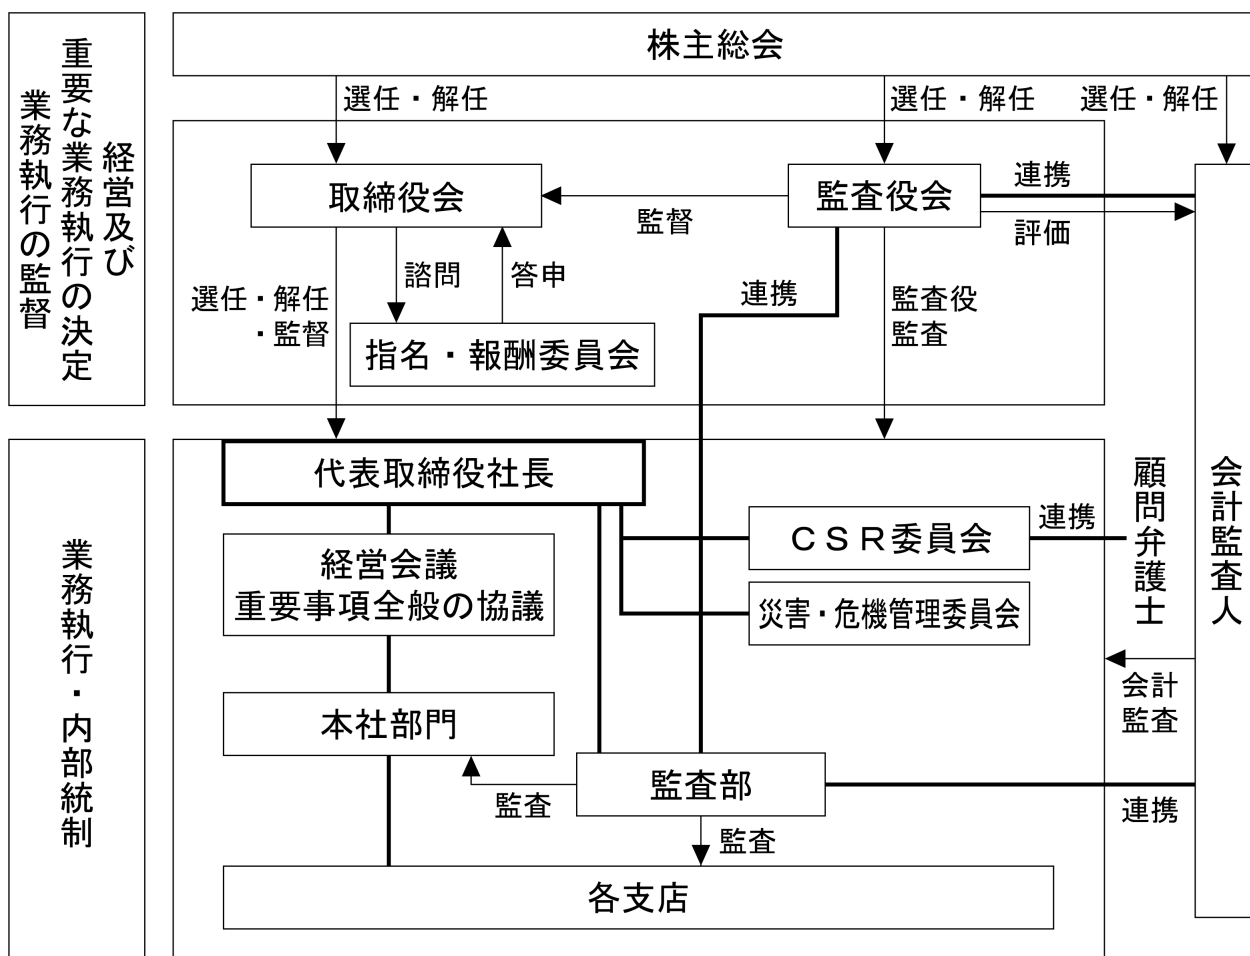 株主総会
選任・解任
選任・解任
選任・解任
経営及び
重要な業務執行の決定
業務執行の監督
取締役会
監査役会
連携
監督
評価
諮問
答申
選任・解任
・監督
連携
監査役
監査
指名・報酬委員会
業務執行・内部統制
代表取締役社長
経営会議
重要事項全般の協議
CSR委員会
連携
災害・危機管理委員会
顧問弁護士
会計監査人
会計
監査
本社部門
監査部
監査
連携
監査
各支店